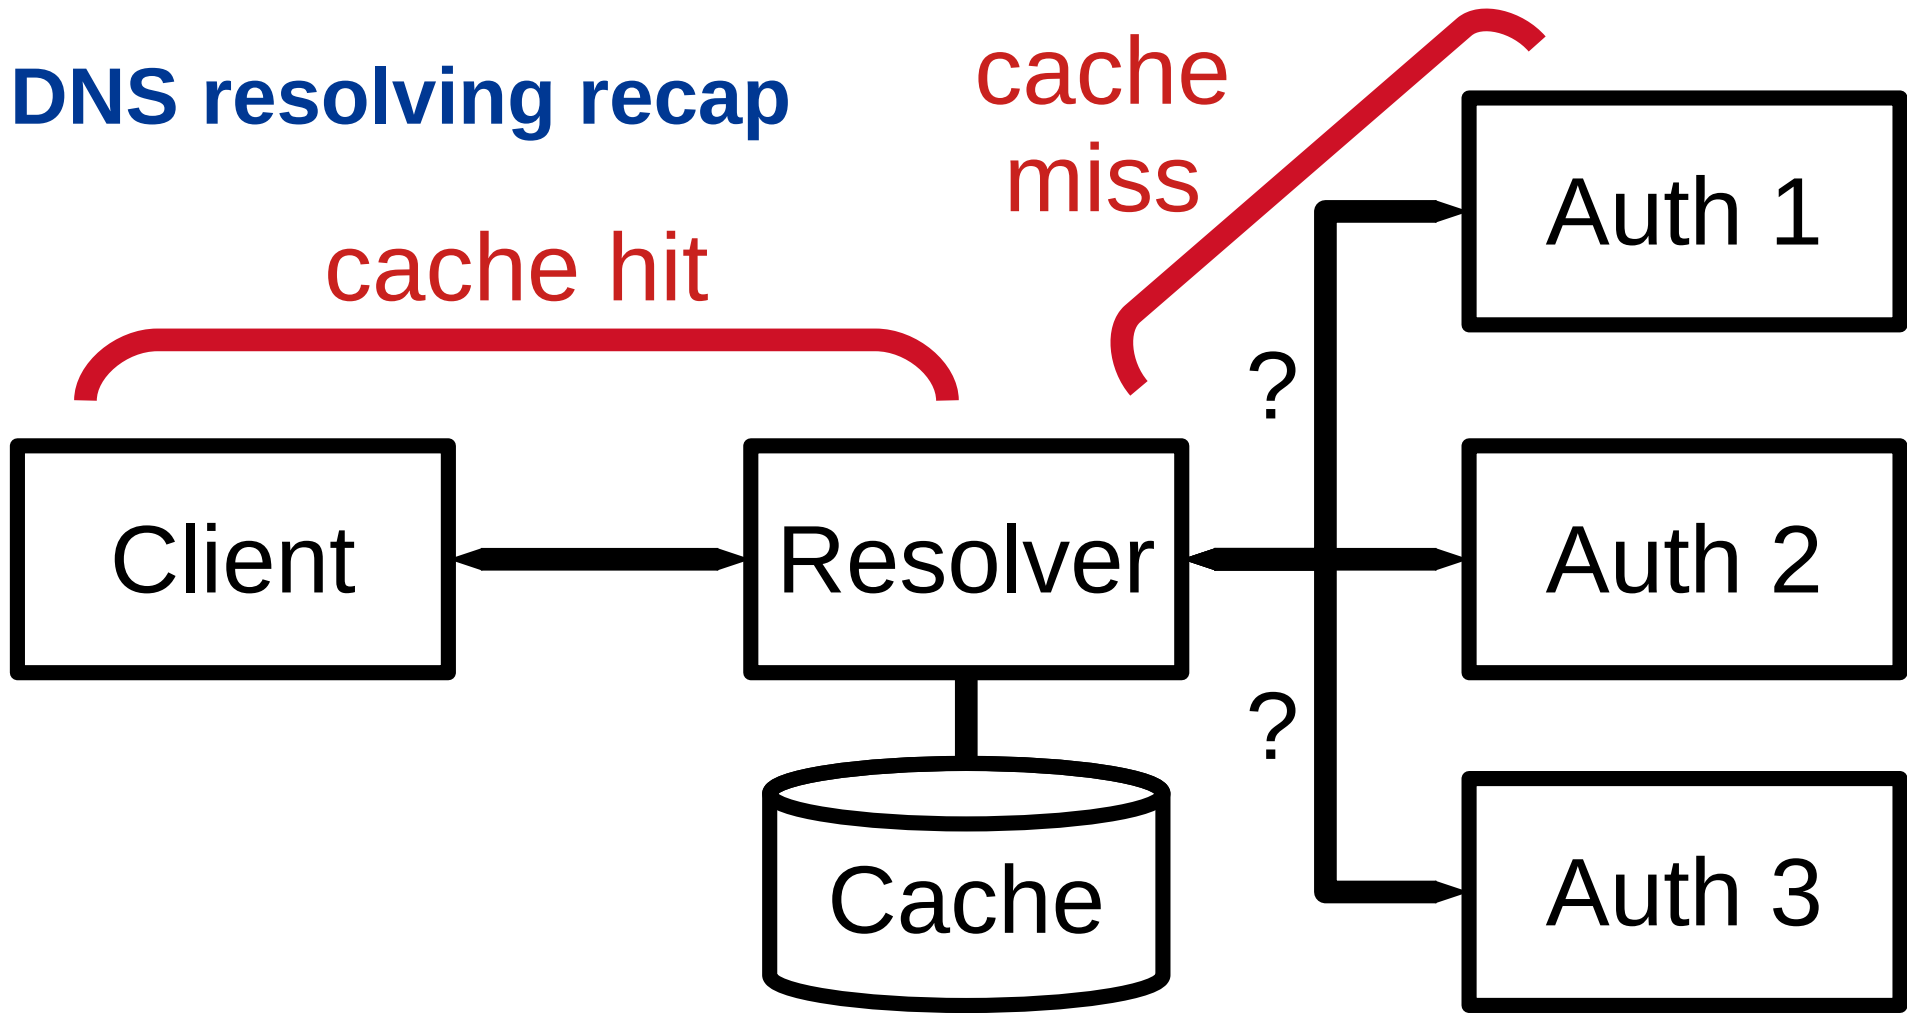 DNS resolving recap
cache
miss
cache hit
Auth 1
?
Client
Resolver
Auth 2
?
Cache
Auth 3